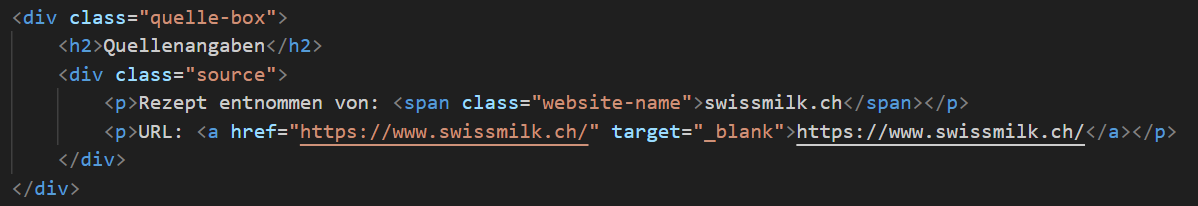 <div class="quelle-box">
<h2>Quellenangaben</h2>
<div class="source">
<p>Rezept entnommen von: <span class="website-name">swissmilk.ch</span></p>
<p>URL: <a href="https://www.swissmilk.ch/" target="_blank">https://www.swissmilk.ch/</a></p>
</div>
</div>